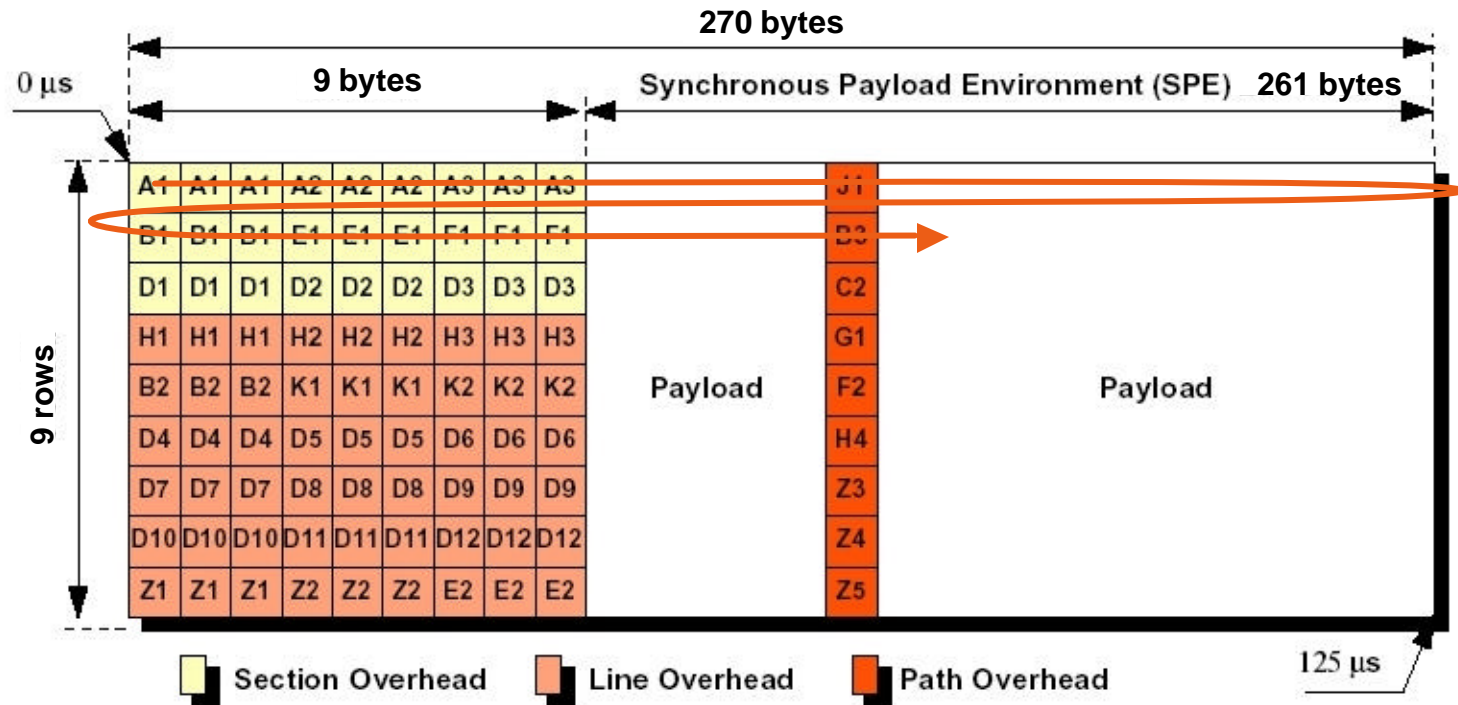 270 bytes
0 µs
9 bytes
Synchronous Payload Environment (SPE) 261 bytes
A1 A1 A1 A2 A2 A2 A3 A3 A3 J1
B1 B1 B1 E1 E1 E1 F1 F1 F1 B3
D1 D1 D1 D2 D2 D2 D3 D3 D3 C2
H1 H1 H1 H2 H2 H2 H3 H3 H3 G1
9 rows
B2 B2 B2 K1 K1 K1 K2 K2 K2 Payload F2 Payload
D4 D4 D4 D5 D5 D5 D6 D6 D6 H4
D7 D7 D7 D8 D8 D8 D9 D9 D9 Z3
D10 D10 D10 D11 D11 D11 D12 D12 D12 Z4
Z1 Z1 Z1 Z2 Z2 Z2 E2 E2 E2 Z5
Section Overhead Line Overhead Path Overhead
125 µs